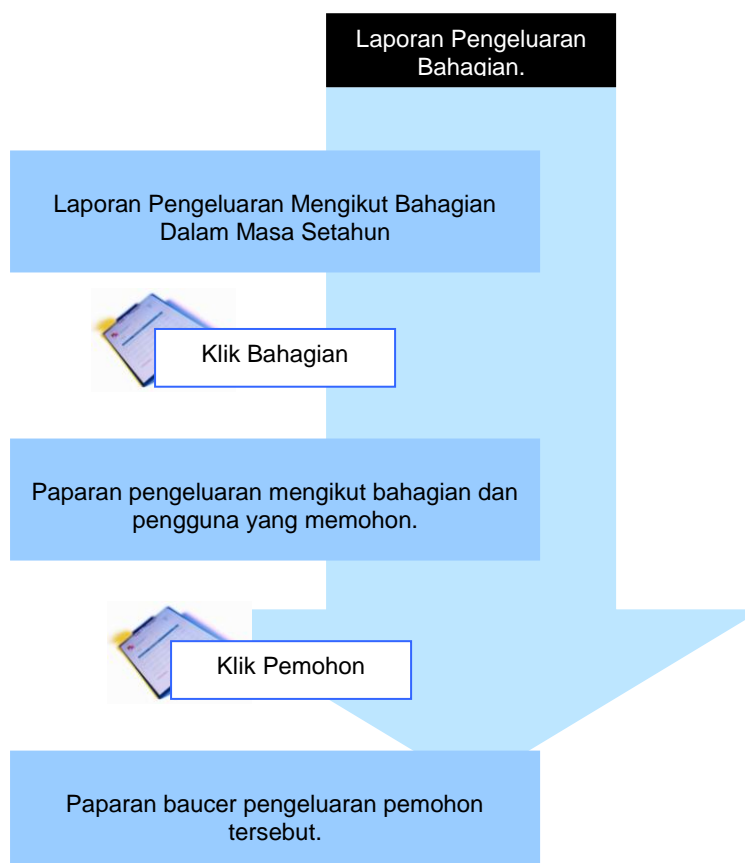 Laporan Pengeluaran
Bahagian.
Laporan Pengeluaran Mengikut Bahagian
Dalam Masa Setahun
Klik Bahagian
Paparan pengeluaran mengikut bahagian dan
pengguna yang memohon.
Klik Pemohon
Paparan baucer pengeluaran pemohon
tersebut.